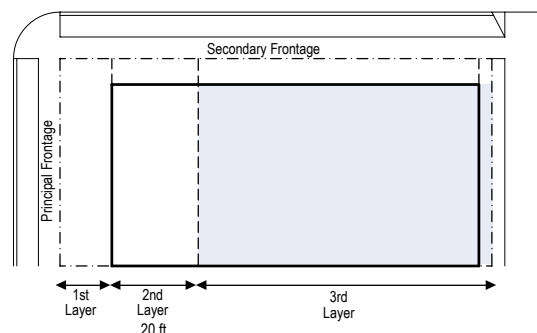 Secondary Frontage
Principal Frontage
1st
Layer
2nd
Layer
20 ft
3rd
Layer